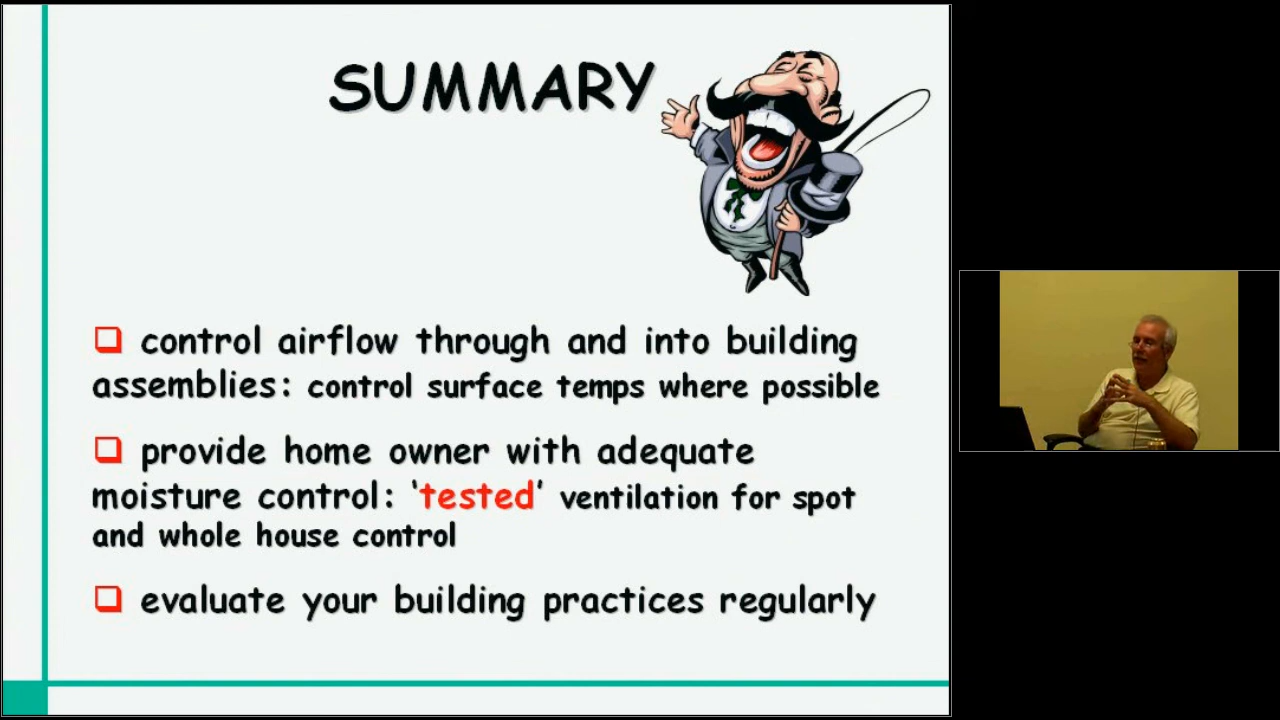 SUMMARY
control airflow through and into building
assemblies: control surface temps where possible
provide home owner with adequate
moisture control: ‘tested’ ventilation for spot
and whole house control
evaluate your building practices regularly